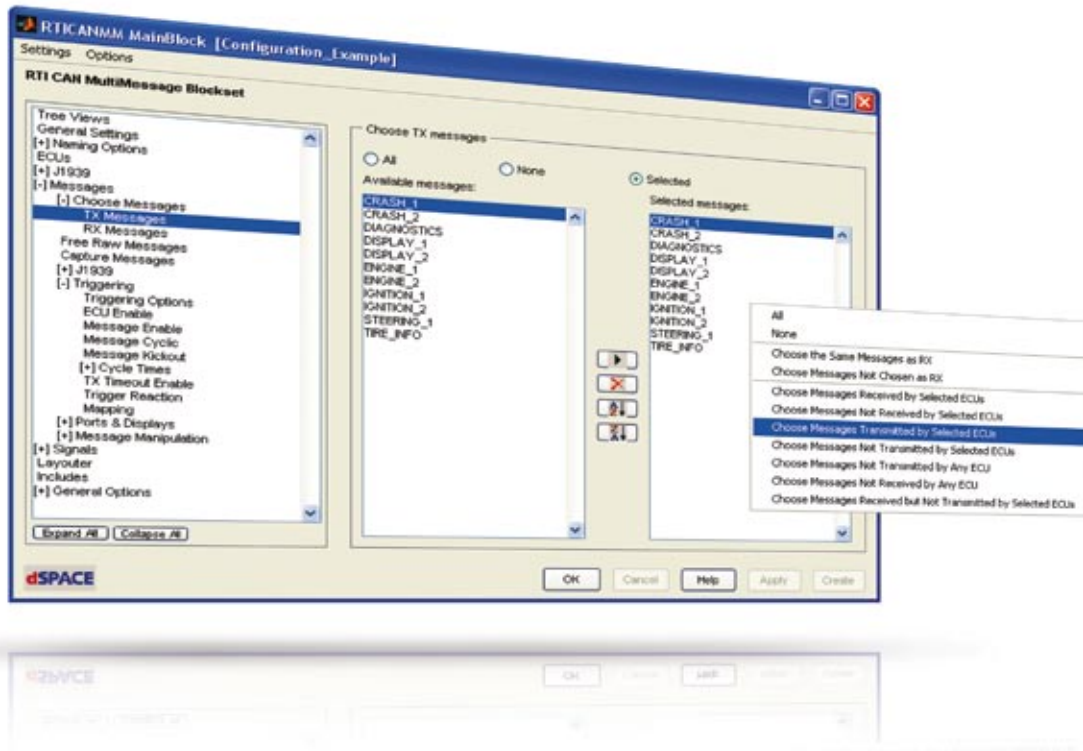 RTICANMM MainBlock [Configuration_Example]
Settings Options
RTI CAN MultiMessage Blockset
Tree Views
General Settings
[+] Naming Options
ECUs
[+] J1939
[-] Messages
[-] Choose Messages
TX Messages
RX Messages
Free Raw Messages
Capture Messages
[+] J1939
[-] Triggering
Triggering Options
ECU Enable
Message Enable
Message Cyclic
Message Kickout
[+] Cycle Times
TX Timeout Enable
Trigger Reaction
Mapping
[+] Ports & Displays
[+] Message Manipulation
[+] Signals
Layouter
Includes
[+] General Options
Expand All Collapse All
Choose TX messages
All None Selected
Available messages:
CRASH_1
CRASH_2
DIAGNOSTICS
DISPLAY_1
DISPLAY_2
ENGINE_1
ENGINE_2
IGNITION_1
IGNITION_2
STEERING_1
TIRE_INFO
Selected messages:
CRASH_1
CRASH_2
DIAGNOSTICS
DISPLAY_1
DISPLAY_2
ENGINE_1
ENGINE_2
IGNITION_1
IGNITION_2
STEERING_1
TIRE_INFO
All
None
Choose the Same Messages as RX
Choose Messages Not Chosen as RX
Choose Messages Received by Selected ECUs
Choose Messages Not Received by Selected ECUs
Choose Messages Transmitted by Selected ECUs
Choose Messages Not Transmitted by Selected ECUs
Choose Messages Not Transmitted by Any ECU
Choose Messages Not Received by Any ECU
Choose Messages Received but Not Transmitted by Selected ECUs
dSPACE
OK Cancel Help Apply Create